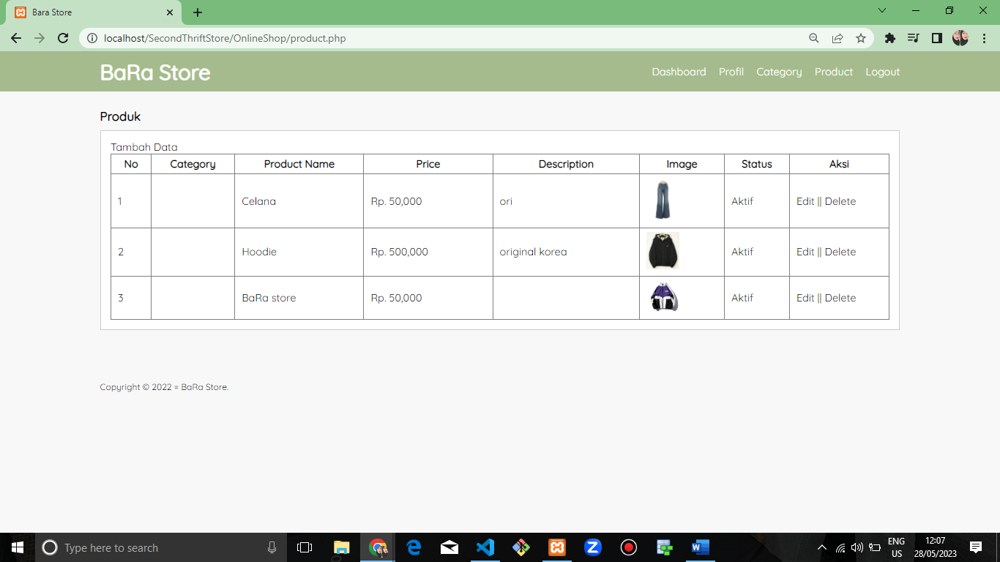 Bara Store
localhost/SecondThriftStore/OnlineShop/product.php
BaRa Store
Dashboard Profil Category Product Logout
Produk
Tambah Data
No Category Product Name Price Description Image Status Aksi
1 Celana Rp. 50,000 ori Aktif Edit || Delete
2 Hoodie Rp. 500,000 original korea Aktif Edit || Delete
3 BaRa store Rp. 50,000 Aktif Edit || Delete
Copyright © 2022 = BaRa Store.
Type here to search
ENG 12:07
US 28/05/2023